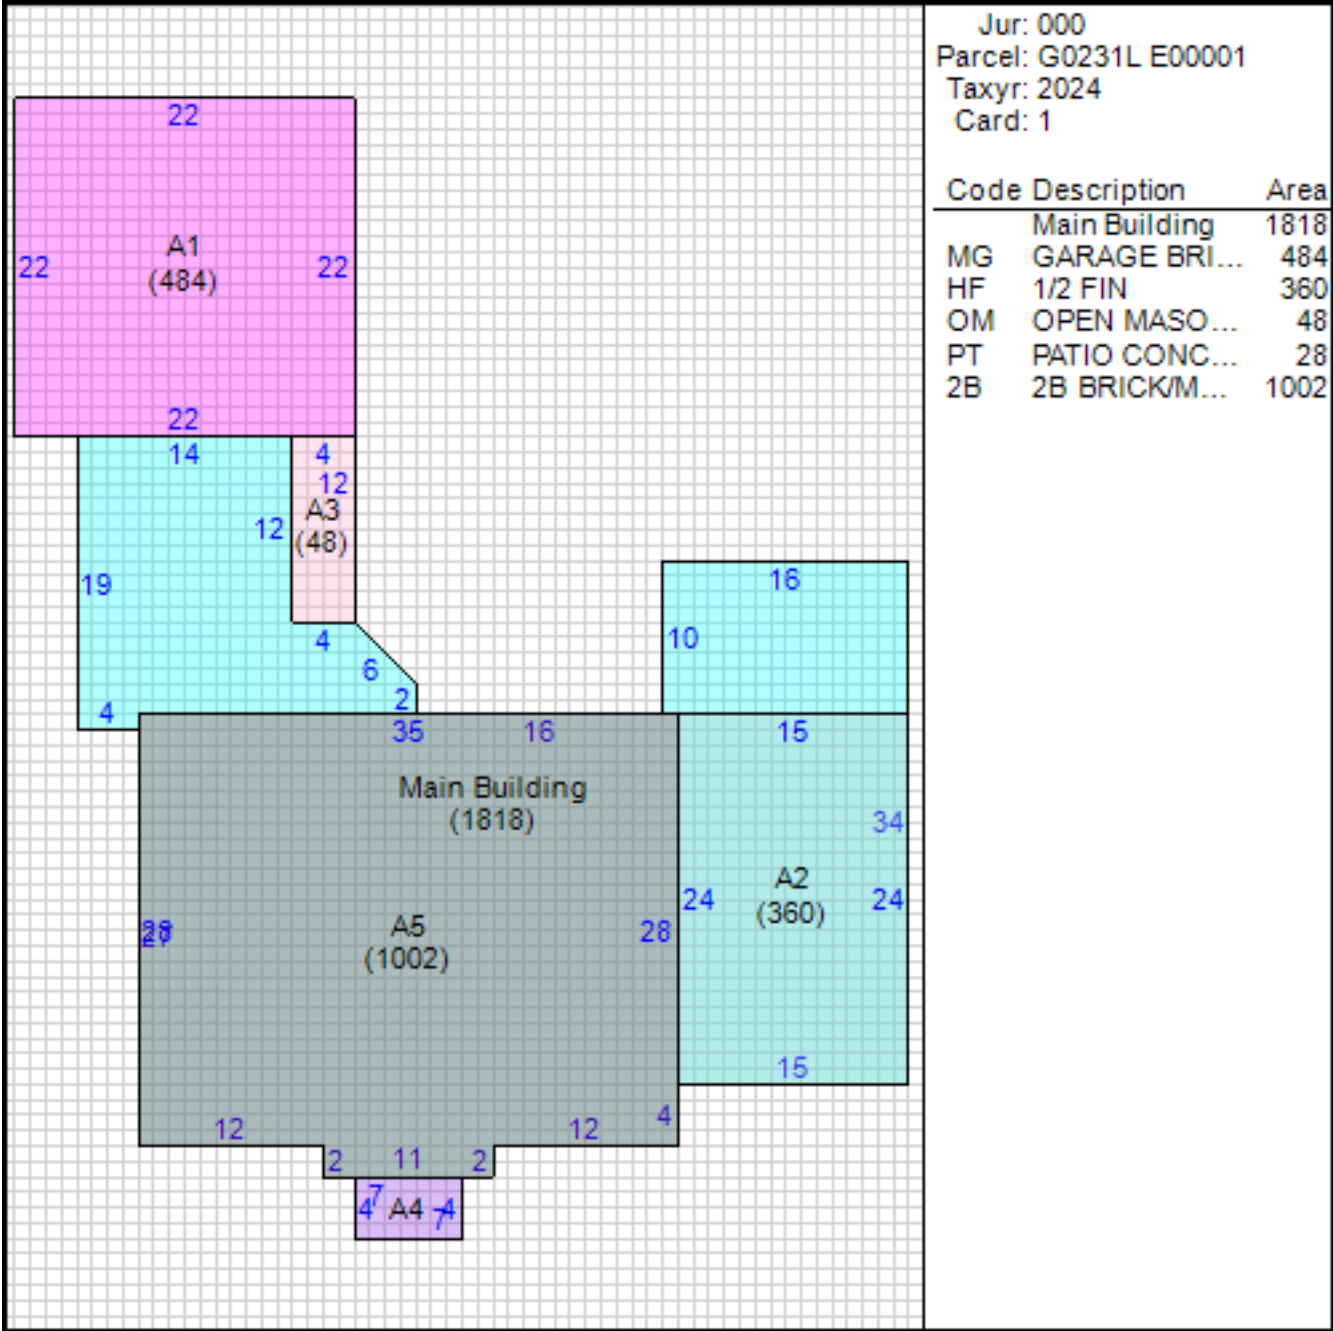 Jur: 000
Parcel: G0231L E00001
Taxyr: 2024
Card: 1
Code Description Area
Main Building 1818
MG GARAGE BRI... 484
HF 1/2 FIN 360
OM OPEN MASO... 48
PT PATIO CONC... 28
2B 2B BRICK/M... 1002
22
A1
22 (484) 22
22
14 4
12
A3
12 (48)
19
16
4 10
6
2
4
35 16 15
Main Building
(1818) 34
A2
24 (360) 24
A5
28 (1002)
15
12 12 4
2 11 2
7
4 A4 4
7